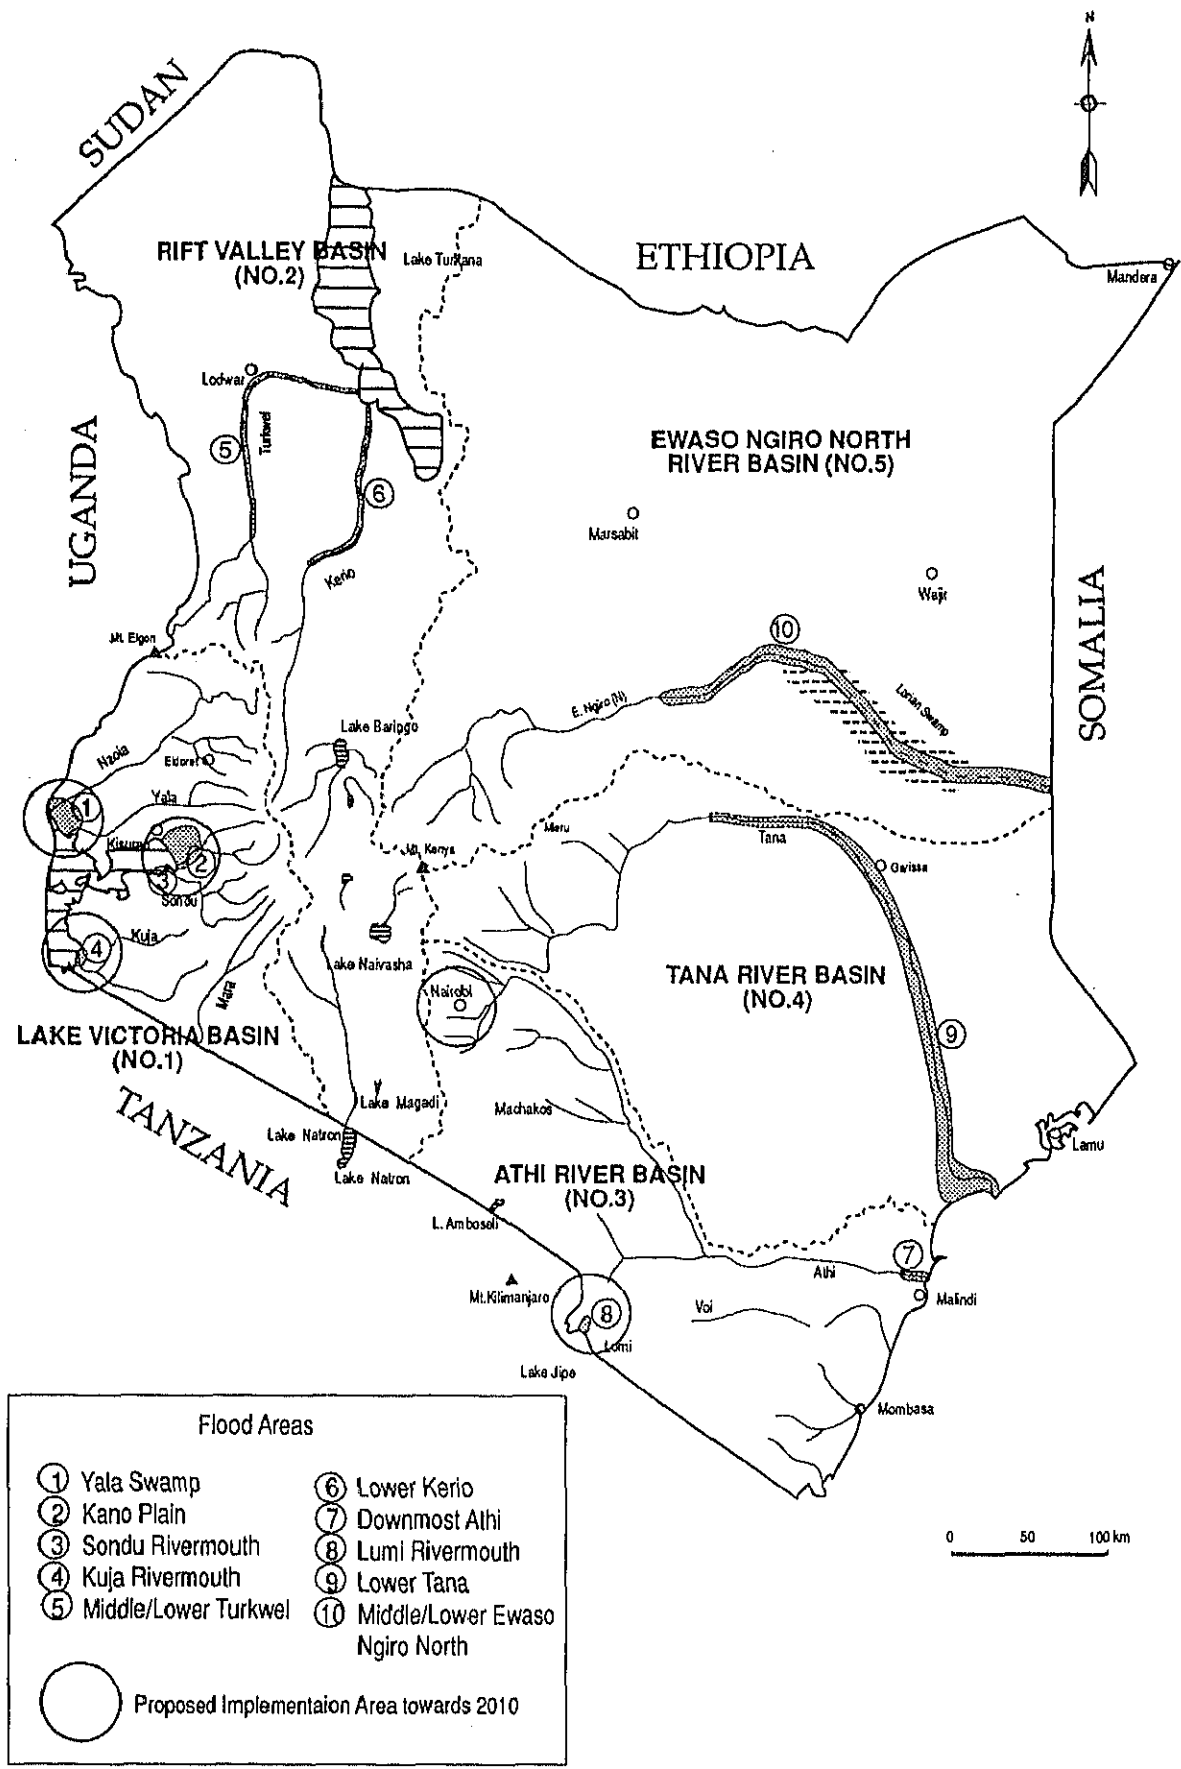 N
SUDAN
ETHIOPIA
Mandera
RIFT VALLEY BASIN
(NO.2)
Lake Turkana
Lodwar
Turkwel
5
6
UGANDA
EWASO NGIRO NORTH
RIVER BASIN (NO.5)
Marsabit
Wajir
SOMALIA
Kerio
10
Mt. Elgon
E. Ngiro (N)
Lorian Swamp
Lake Baringo
Nzoia
Eldoret
Yala
1
Kisumu
2
3
Sondu
Meru
Mt. Kenya
Tana
Garissa
Kuja
4
Lake Naivasha
Nairobi
Mara
TANA RIVER BASIN
(NO.4)
9
LAKE VICTORIA BASIN
(NO.1)
TANZANIA
Lake Magadi
Machakos
Lake Natron
Lake Natron
Lamu
ATHI RIVER BASIN
(NO.3)
L. Amboseli
7
Athi
Malindi
Mt.Kilimanjaro
8
Voi
Lumi
Lake Jipe
Mombasa
Flood Areas
1 Yala Swamp
2 Kano Plain
3 Sondu Rivermouth
4 Kuja Rivermouth
5 Middle/Lower Turkwel
6 Lower Kerio
7 Downmost Athi
8 Lumi Rivermouth
9 Lower Tana
10 Middle/Lower Ewaso
Ngiro North
Proposed Implementaion Area towards 2010
0 50 100 km